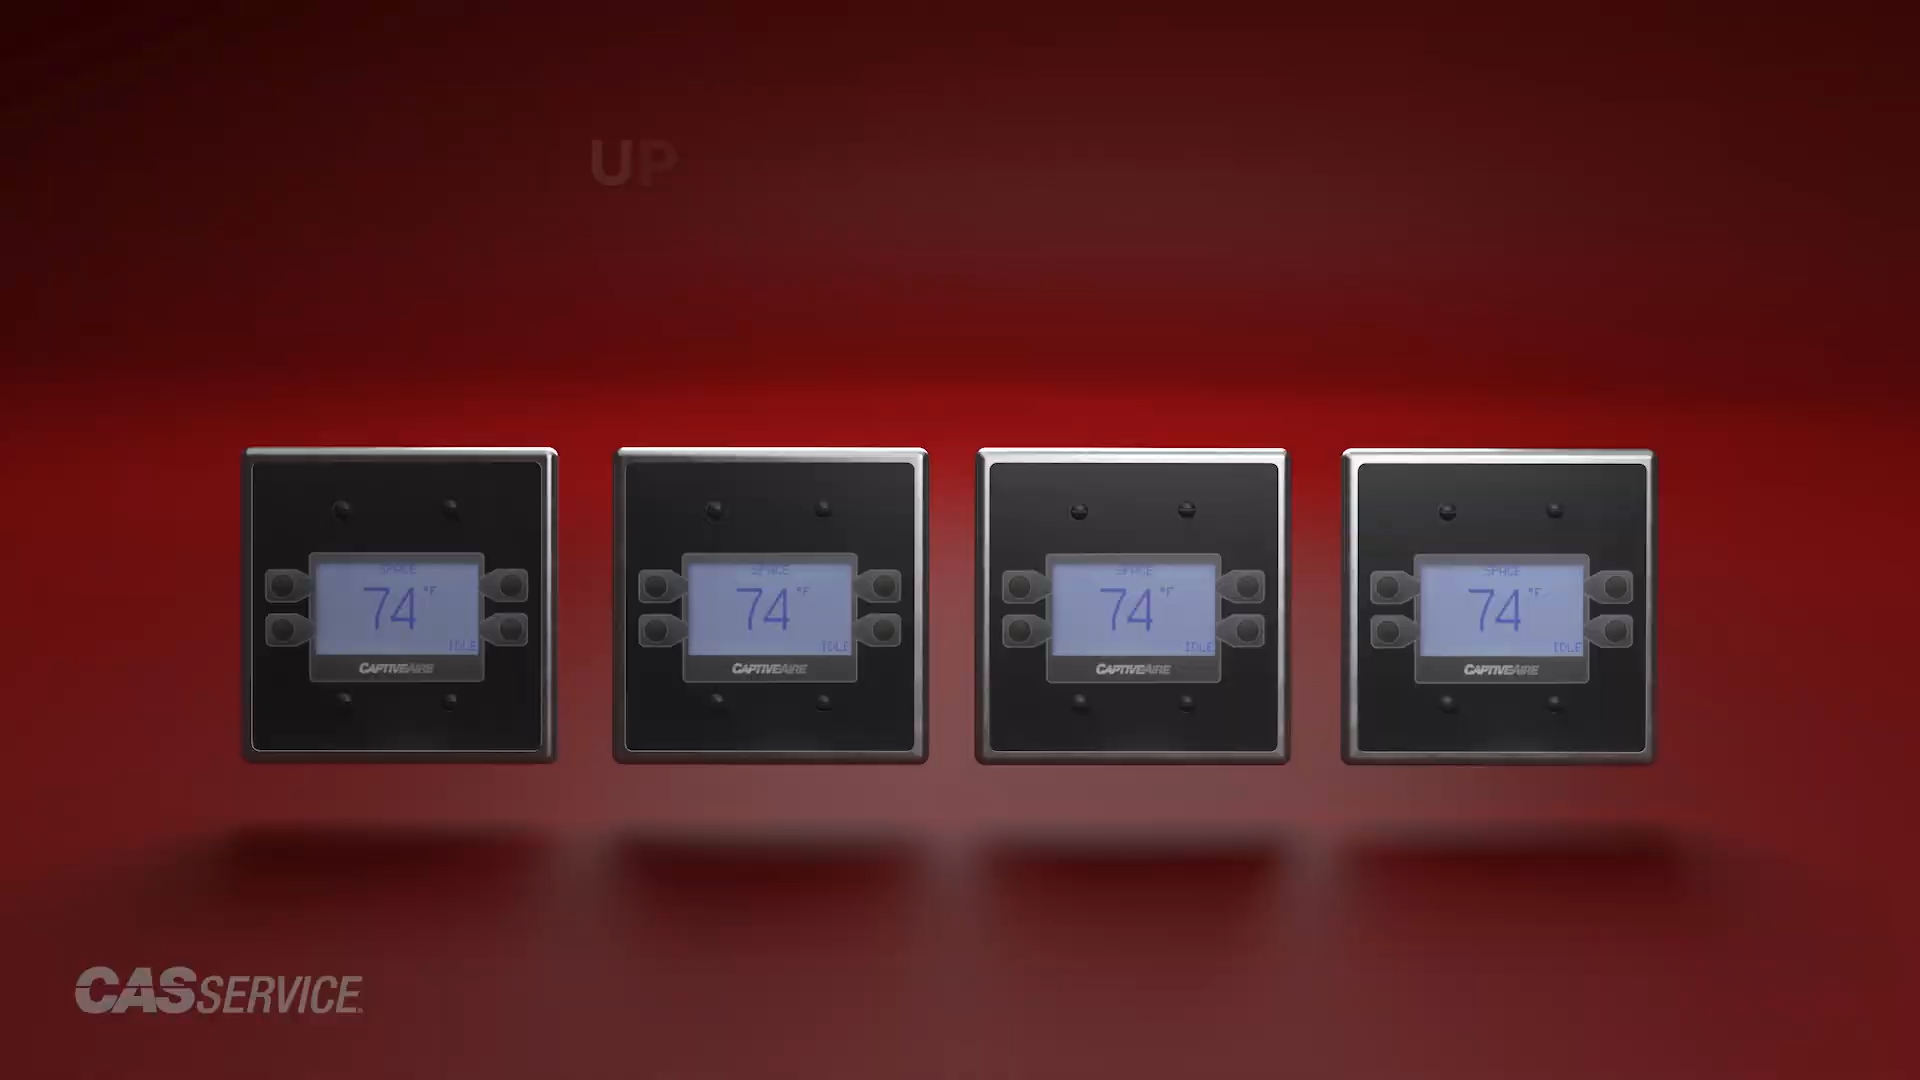 UP
SPACE
74 °F
IDLE
CAPTIVEAIRE
SPACE
74 °F
IDLE
CAPTIVEAIRE
SPACE
74 °F
IDLE
CAPTIVEAIRE
SPACE
74 °F
IDLE
CAPTIVEAIRE
CASSERVICE